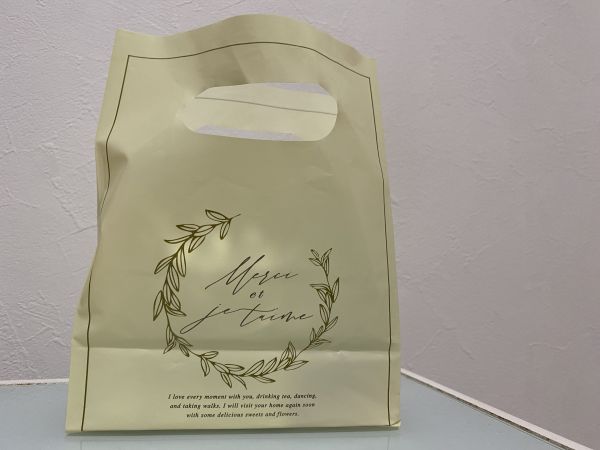 Merci
et
je t'aime
I love every moment with you, drinking tea, dancing,
and taking walks. I will visit your home again soon
with some delicious sweets and flowers.